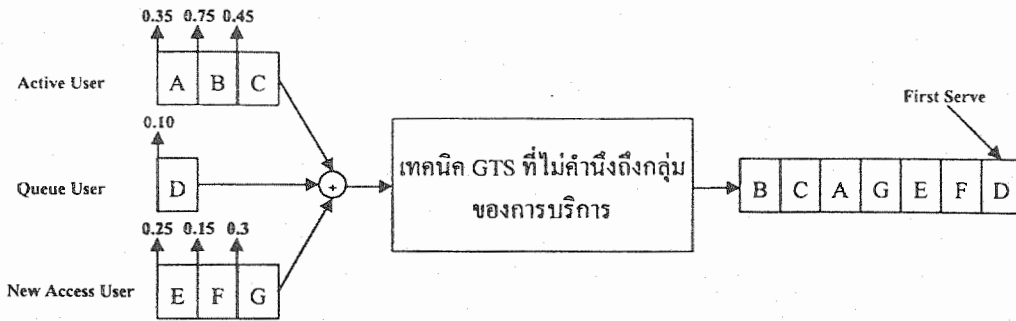 0.35 0.75 0.45
Active User
A B C
First Serve
0.10
Queue User
D
+
เทคนิค GTS ที่ไม่คำนึงถึงกลุ่ม
ของการบริการ
B C A G E F D
0.25 0.15 0.3
New Access User
E F G